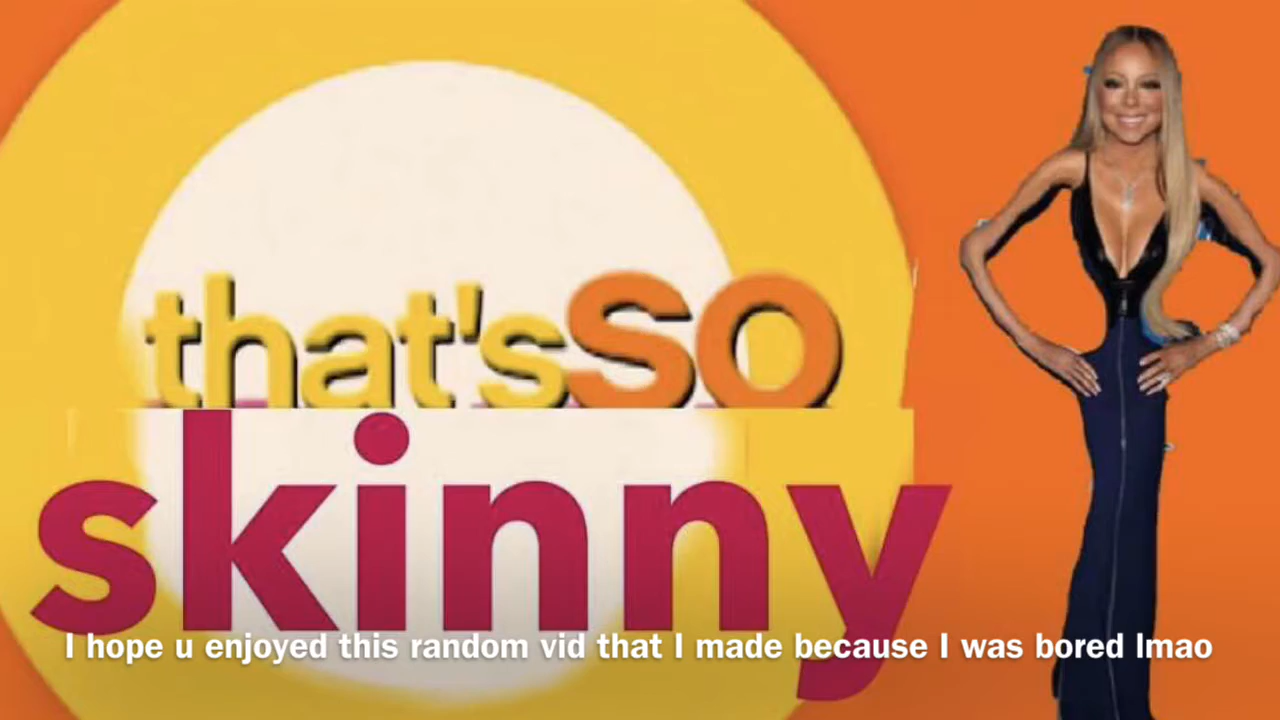 that's so
skinny
I hope u enjoyed this random vid that I made because I was bored lmao